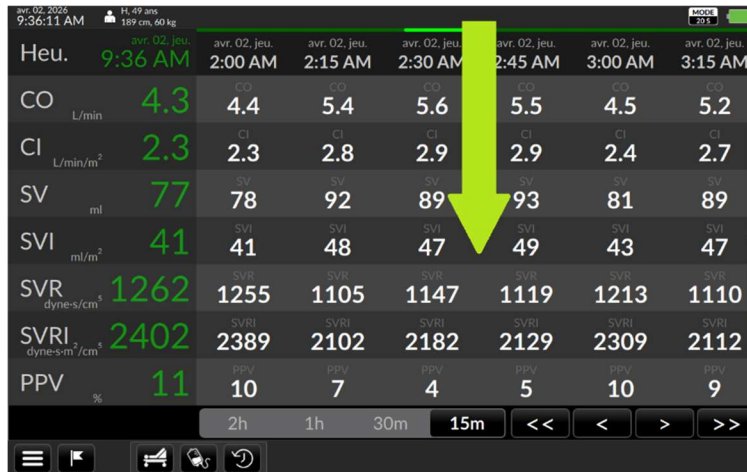 avr. 02, 2026 H, 49 ans MODE
9:36:11 AM 189 cm, 60 kg 20 S
avr. 02, jeu. avr. 02, jeu. avr. 02, jeu. avr. 02, jeu. avr. 02, jeu. avr. 02, jeu. avr. 02, jeu.
Heu. 9:36 AM 2:00 AM 2:15 AM 2:30 AM 2:45 AM 3:00 AM 3:15 AM
CO CO CO CO CO CO
CO L/min 4.3 4.4 5.4 5.6 5.5 4.5 5.2
CI CI CI CI CI CI
CI L/min/m² 2.3 2.3 2.8 2.9 2.9 2.4 2.7
SV SV SV SV SV SV
SV ml 77 78 92 89 93 81 89
SVI SVI SVI SVI SVI SVI
SVI ml/m² 41 41 48 47 49 43 47
SVR SVR SVR SVR SVR SVR
SVR dyne·s/cm⁵ 1262 1255 1105 1147 1119 1213 1110
SVRI SVRI SVRI SVRI SVRI SVRI
SVRI dyne·s·m²/cm⁵ 2402 2389 2102 2182 2129 2309 2112
PPV PPV PPV PPV PPV PPV
PPV % 11 10 7 4 5 10 9
2h 1h 30m 15m << < > >>